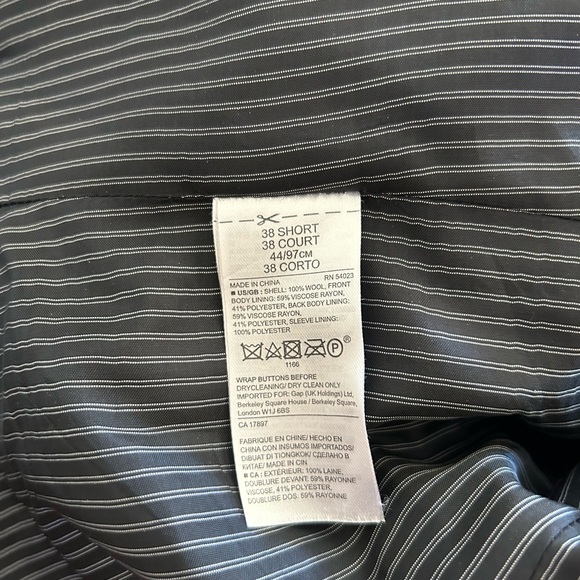 38 SHORT
38 COURT
44/97CM
38 CORTO
MADE IN CHINA RN 54023
■ US/GB : SHELL: 100% WOOL, FRONT
BODY LINING: 59% VISCOSE RAYON,
41% POLYESTER, BACK BODY LINING:
59% VISCOSE RAYON,
41% POLYESTER, SLEEVE LINING:
100% POLYESTER
P
1166
WRAP BUTTONS BEFORE
DRYCLEANING/ DRY CLEAN ONLY
IMPORTED FOR: Gap (UK Holdings) Ltd,
Berkeley Square House / Berkeley Square,
London W1J 6BS
CA 17897
FABRIQUE EN CHINE/ HECHO EN
CHINA CON INSUMOS IMPORTADOS/
DIBUAT DI TIONGKOK/ СДЕЛАНО В
КИТАЕ/ MADE IN CIN
■ CA : EXTÉRIEUR: 100% LAINE,
DOUBLURE DEVANT: 59% RAYONNE
VISCOSE, 41% POLYESTER,
DOUBLURE DOS: 59% RAYONNE